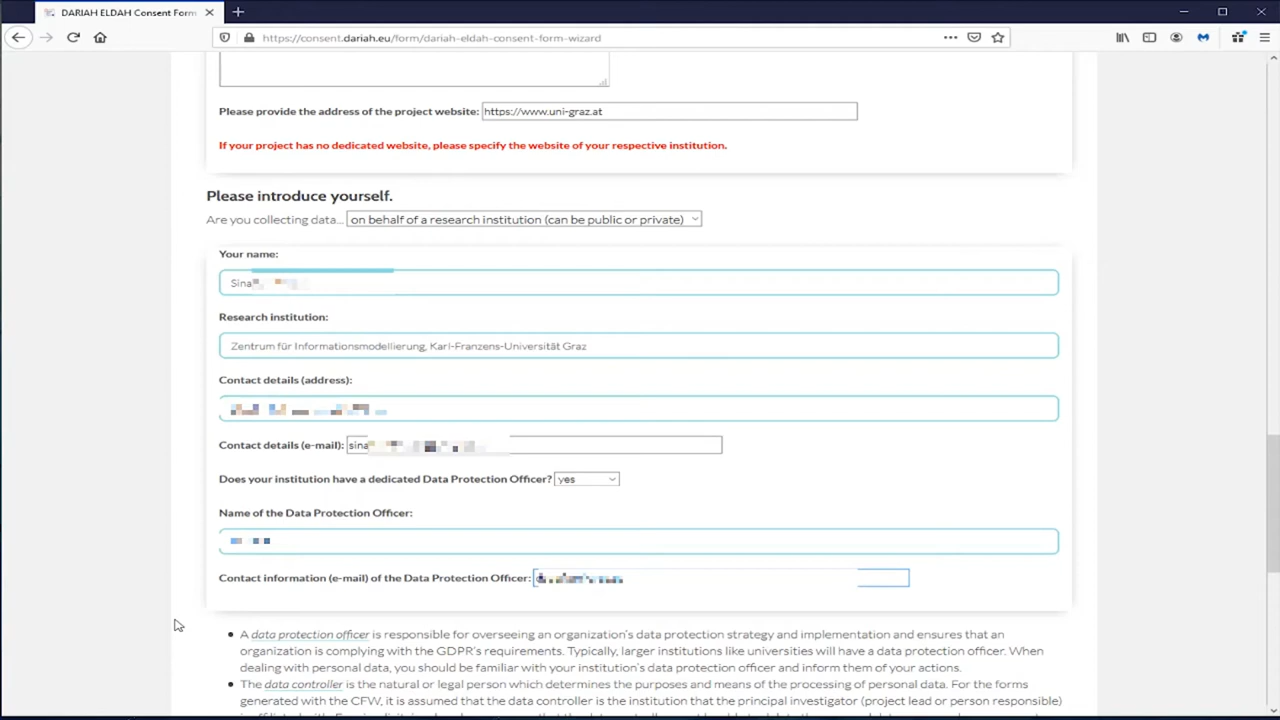 DARIAH ELDAH Consent Form
https://consent.dariah.eu/form/dariah-eldah-consent-form-wizard
Please provide the address of the project website: https://www.uni-graz.at
If your project has no dedicated website, please specify the website of your respective institution.
Please introduce yourself.
Are you collecting data... on behalf of a research institution (can be public or private)
Your name:
Sina
Research institution:
Zentrum für Informationsmodellierung, Karl-Franzens-Universität Graz
Contact details (address):
Contact details (e-mail): sina
Does your institution have a dedicated Data Protection Officer? yes
Name of the Data Protection Officer:
Contact information (e-mail) of the Data Protection Officer:
A data protection officer is responsible for overseeing an organization's data protection strategy and implementation and ensures that an
organization is complying with the GDPR's requirements. Typically, larger institutions like universities will have a data protection officer. When
dealing with personal data, you should be familiar with your institution's data protection officer and inform them of your actions.
The data controller is the natural or legal person which determines the purposes and means of the processing of personal data. For the forms
generated with the CFW, it is assumed that the data controller is the institution that the principal investigator (project lead or person responsible)